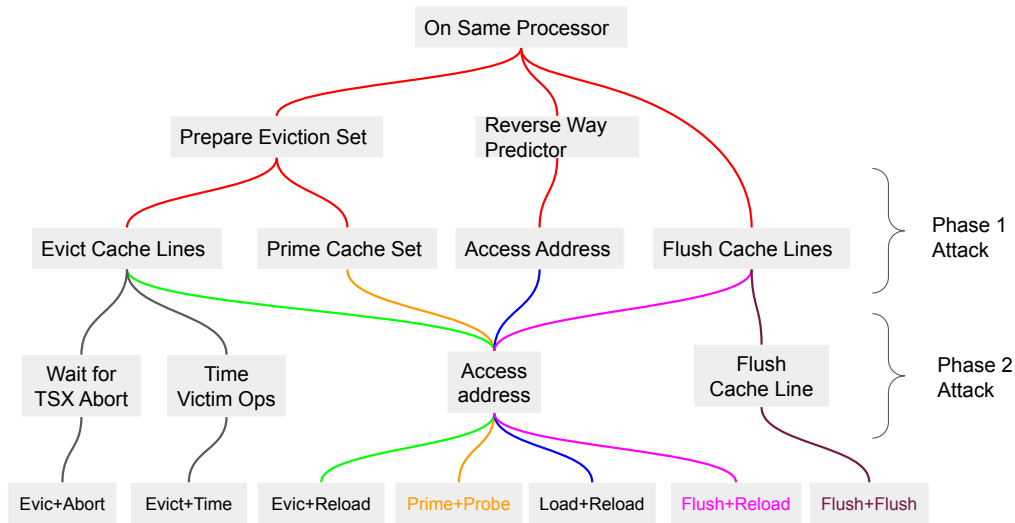 On Same Processor
Prepare Eviction Set
Reverse Way
Predictor
Evict Cache Lines
Prime Cache Set
Access Address
Flush Cache Lines
Phase 1
Attack
Wait for
TSX Abort
Time
Victim Ops
Access
address
Flush
Cache Line
Phase 2
Attack
Evic+Abort
Evict+Time
Evic+Reload
Prime+Probe
Load+Reload
Flush+Reload
Flush+Flush